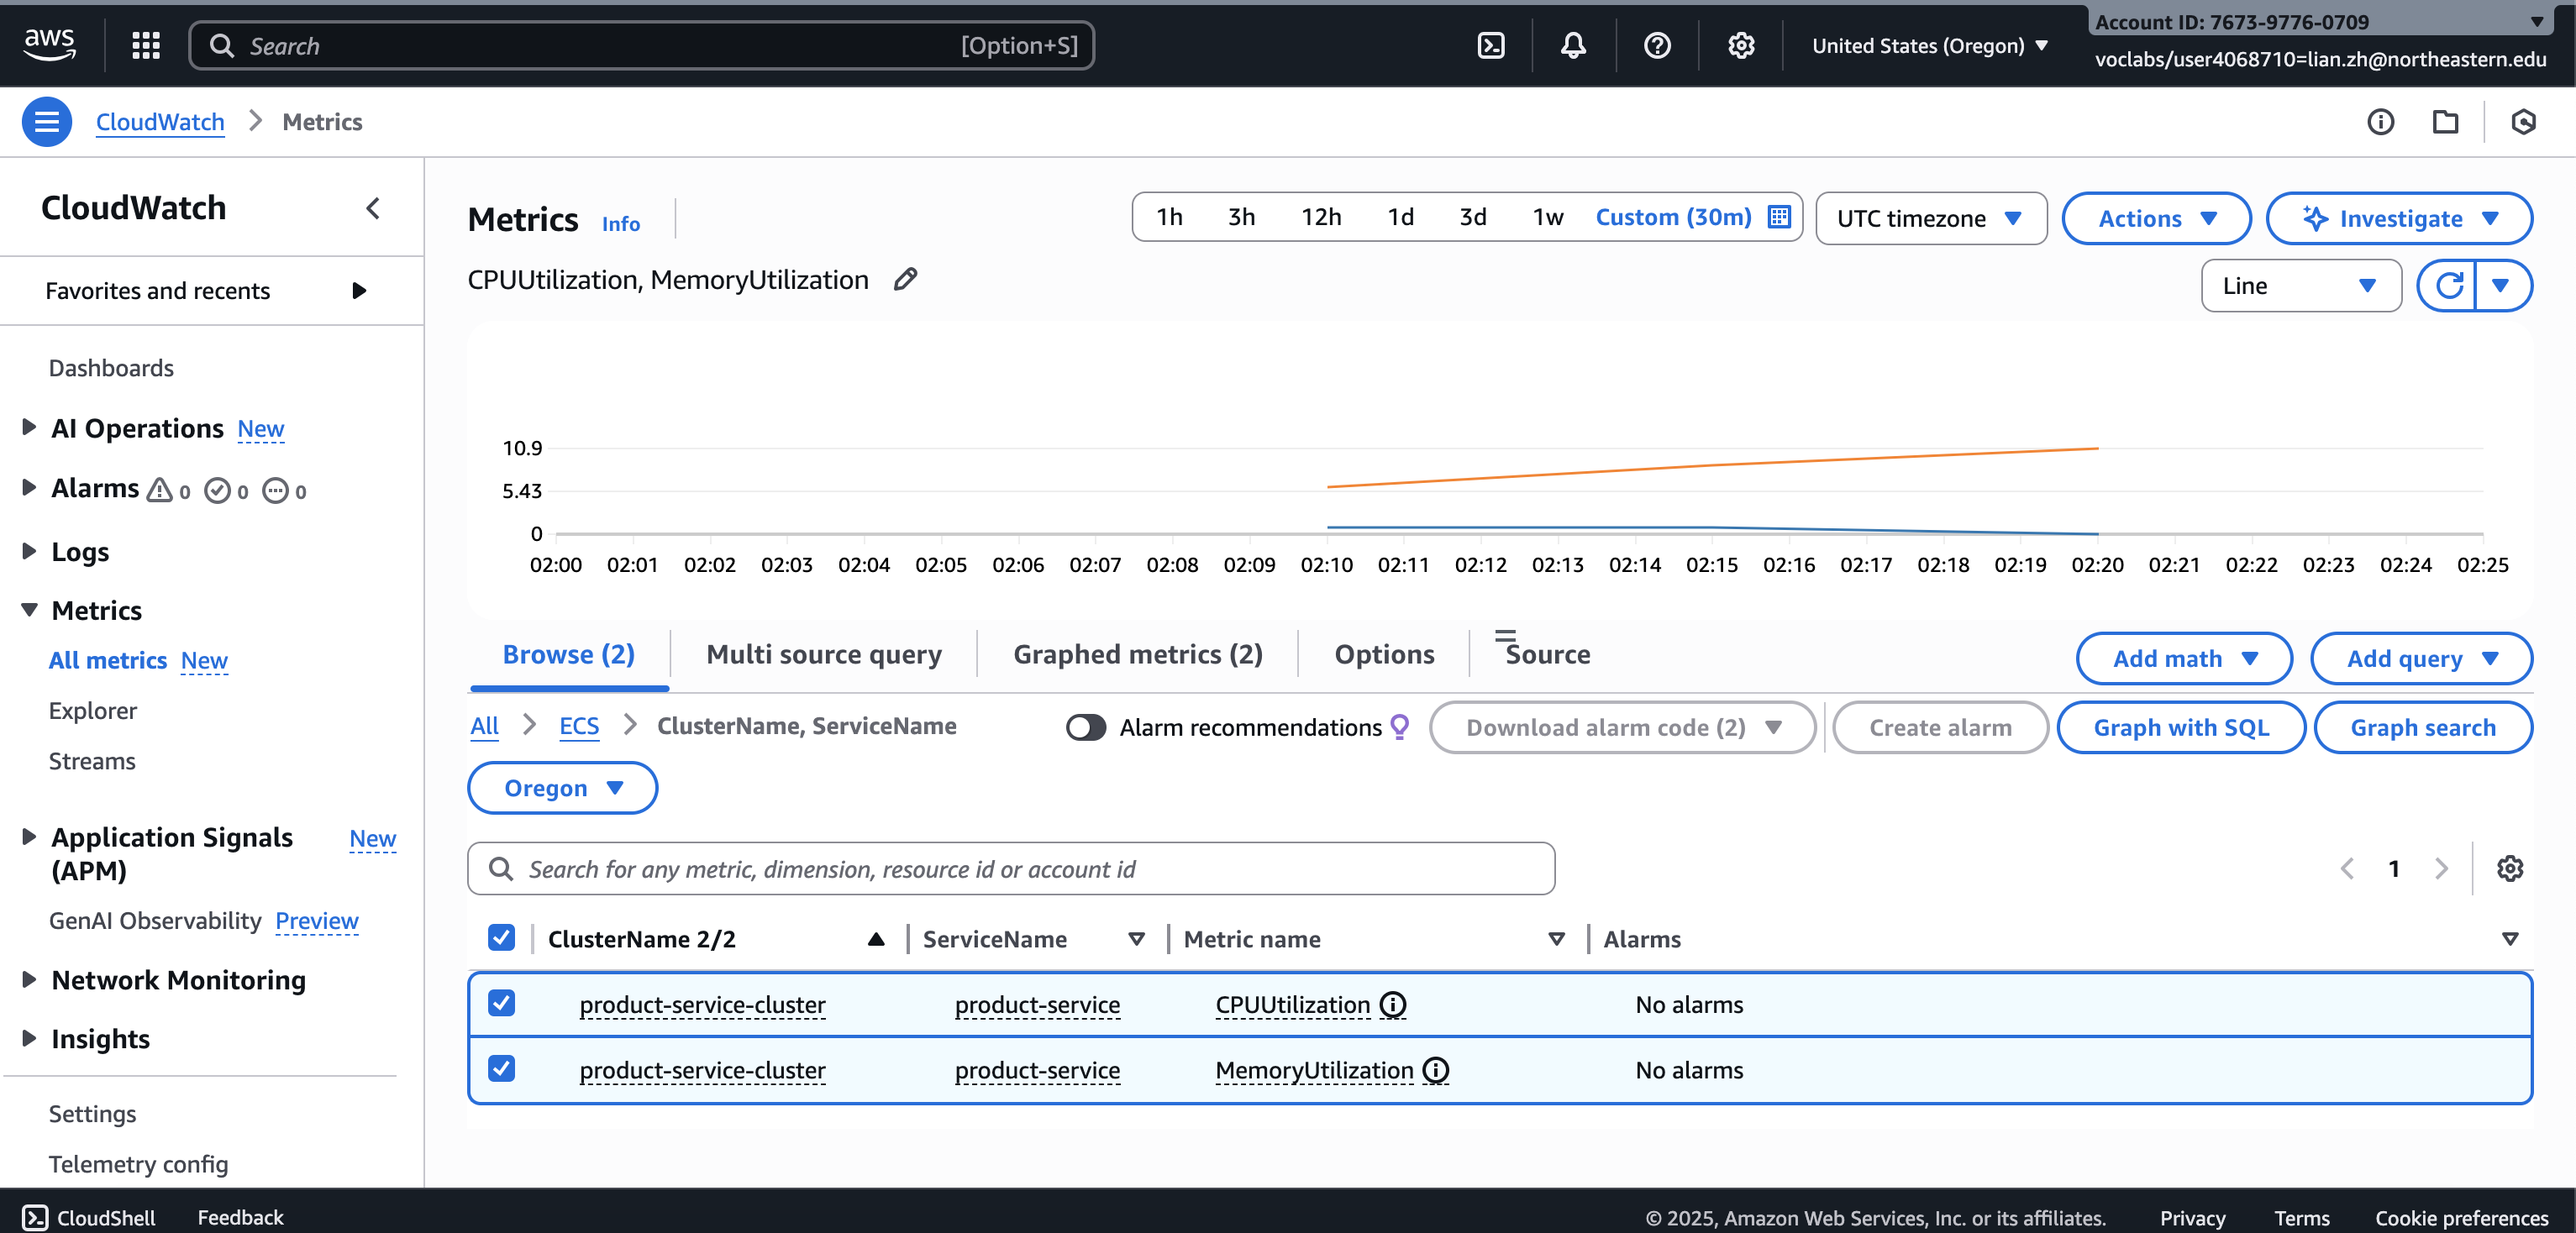 aws
Search [Option+S]
United States (Oregon)
Account ID: 7673-9776-0709
voclabs/user4068710=lian.zh@northeastern.edu
CloudWatch Metrics
CloudWatch
Favorites and recents
Dashboards
AI Operations New
Alarms 0 0 0
Logs
Metrics
All metrics New
Explorer
Streams
Application Signals (APM) New
GenAI Observability Preview
Network Monitoring
Insights
Settings
Telemetry config
Metrics Info
1h 3h 12h 1d 3d 1w Custom (30m)
UTC timezone
Actions
Investigate
CPUUtilization, MemoryUtilization
Line
10.9
5.43
0
02:00 02:01 02:02 02:03 02:04 02:05 02:06 02:07 02:08 02:09 02:10 02:11 02:12 02:13 02:14 02:15 02:16 02:17 02:18 02:19 02:20 02:21 02:22 02:23 02:24 02:25
Browse (2) Multi source query Graphed metrics (2) Options Source
Add math Add query
All ECS ClusterName, ServiceName
Alarm recommendations
Download alarm code (2) Create alarm Graph with SQL Graph search
Oregon
Search for any metric, dimension, resource id or account id
1
ClusterName 2/2 ServiceName Metric name Alarms
product-service-cluster product-service CPUUtilization No alarms
product-service-cluster product-service MemoryUtilization No alarms
CloudShell Feedback
© 2025, Amazon Web Services, Inc. or its affiliates. Privacy Terms Cookie preferences